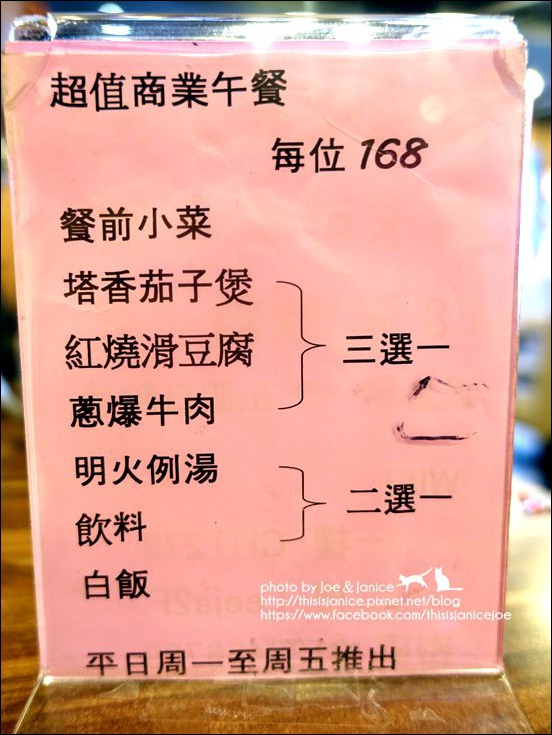 超值商業午餐
每位 168
餐前小菜
塔香茄子煲
紅燒滑豆腐
三選一
蔥爆牛肉
明火例湯
二選一
飲料
白飯
photo by Joe & Janice
http://thisisjanice.pixnet.net/blog
https://www.facebook.com/thisisjanicejoe
平日周一至周五推出